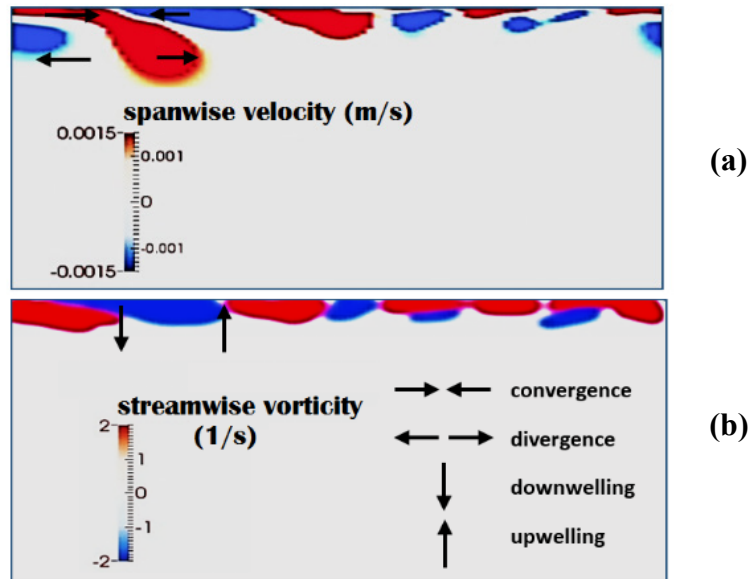 spanwise velocity (m/s)
0.0015
0.001
0
-0.001
-0.0015
(a)
streamwise vorticity
(1/s)
2
1
0
-1
-2
convergence
divergence
downwelling
upwelling
(b)